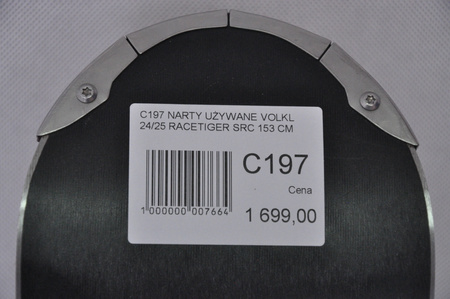 C197 NARTY UŻYWANE VOLKL
24/25 RACETIGER SRC 153 CM
C197
Cena
1 000000 007664
1 699,00